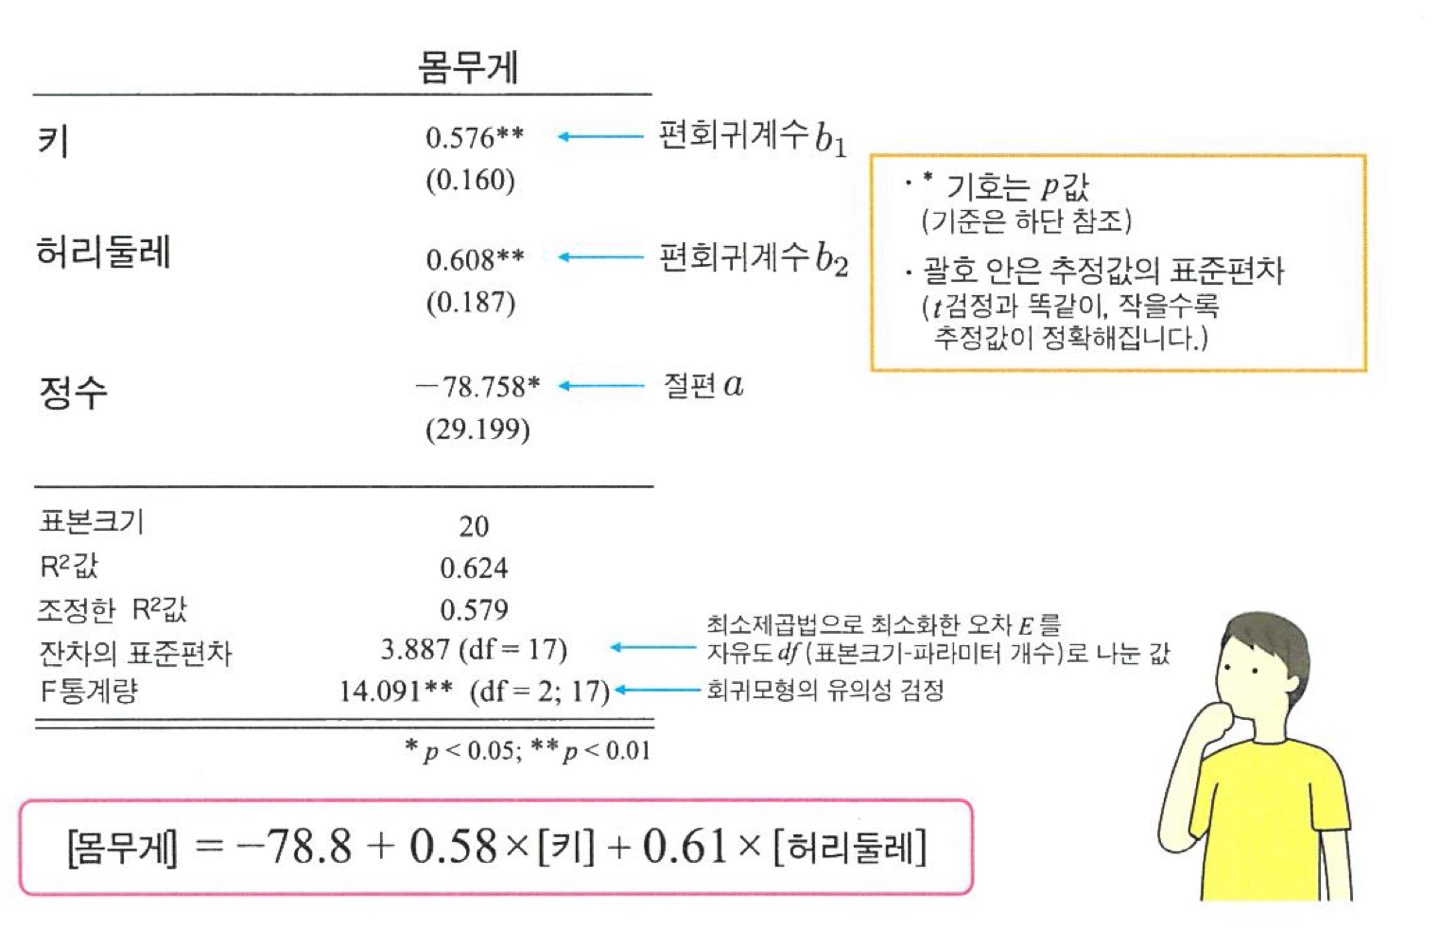 몸무게
키
0.576** ← 편회귀계수 b₁
(0.160)
· * 기호는 p값
(기준은 하단 참조)
허리둘레
0.608** ← 편회귀계수 b₂
(0.187)
· 괄호 안은 추정값의 표준편차
(t검정과 똑같이, 작을수록
추정값이 정확해집니다.)
정수
−78.758* ← 절편 a
(29.199)
표본크기 20
R²값 0.624
조정한 R²값 0.579
잔차의 표준편차 3.887 (df = 17)
최소제곱법으로 최소화한 오차 E를
자유도 df (표본크기-파라미터 개수)로 나눈 값
F통계량 14.091** (df = 2; 17) ← 회귀모형의 유의성 검정
* p < 0.05; ** p < 0.01
[몸무게] = −78.8 + 0.58×[키] + 0.61×[허리둘레]